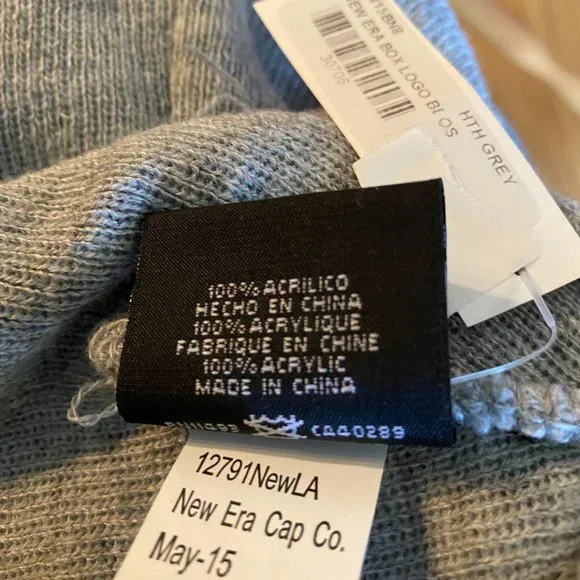 NEW ERA BOX LOGO
OS
HTH GREY
100% ACRILICO
HECHO EN CHINA
100% ACRYLIQUE
FABRIQUE EN CHINE
100% ACRYLIC
MADE IN CHINA
CA40289
12791NewLA
New Era Cap Co.
May-15